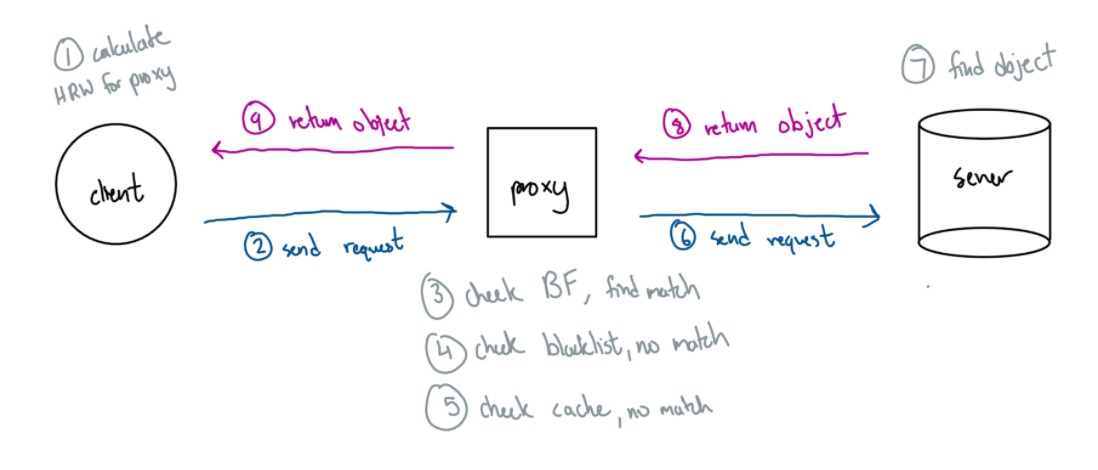 ① calculate
HRW for proxy
⑦ find object
⑨ return object
⑧ return object
client
proxy
server
② send request
⑥ send request
③ check BF, find match
④ check blacklist, no match
⑤ check cache, no match